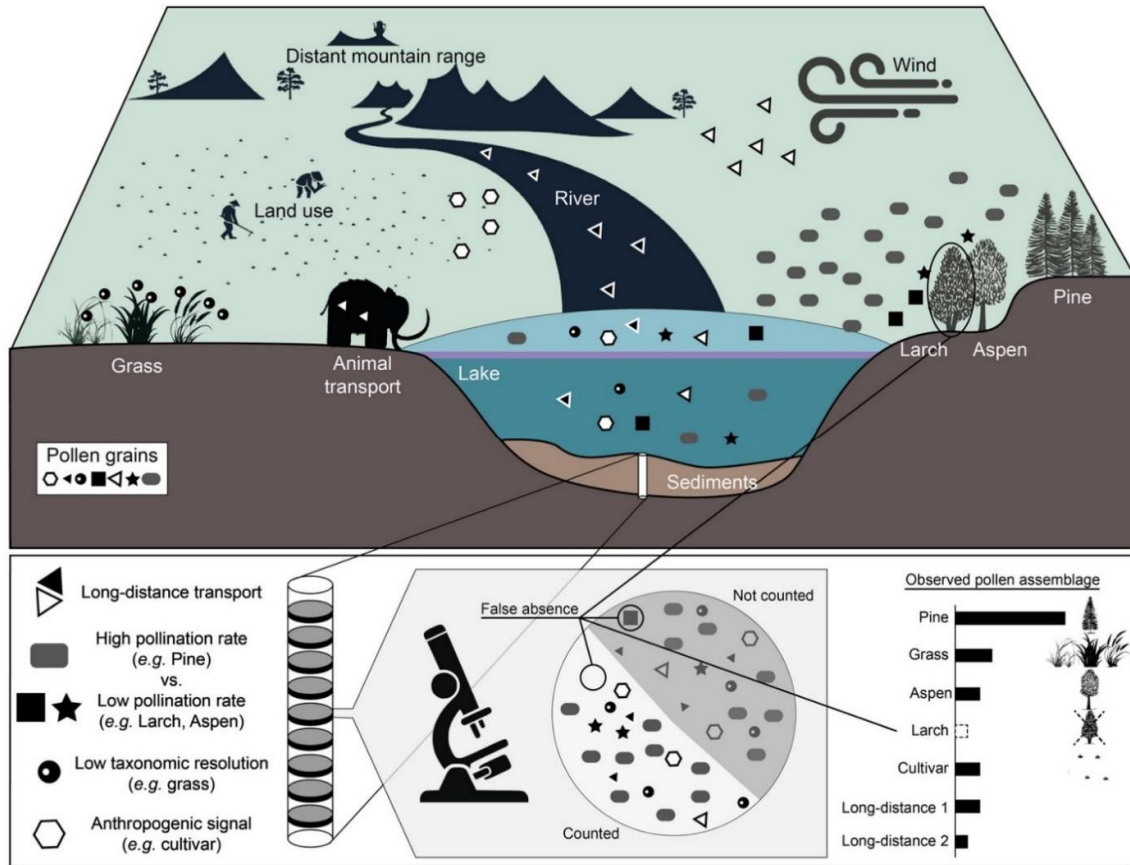 Distant mountain range
Wind
Land use
River
Pine
Grass
Animal
transport
Lake
Larch
Aspen
Pollen grains
Sediments
Long-distance transport
High pollination rate
(e.g. Pine)
vs.
Low pollination rate
(e.g. Larch, Aspen)
Low taxonomic resolution
(e.g. grass)
Anthropogenic signal
(e.g. cultivar)
False absence
Not counted
Counted
Observed pollen assemblage
Pine
Grass
Aspen
Larch
Cultivar
Long-distance 1
Long-distance 2